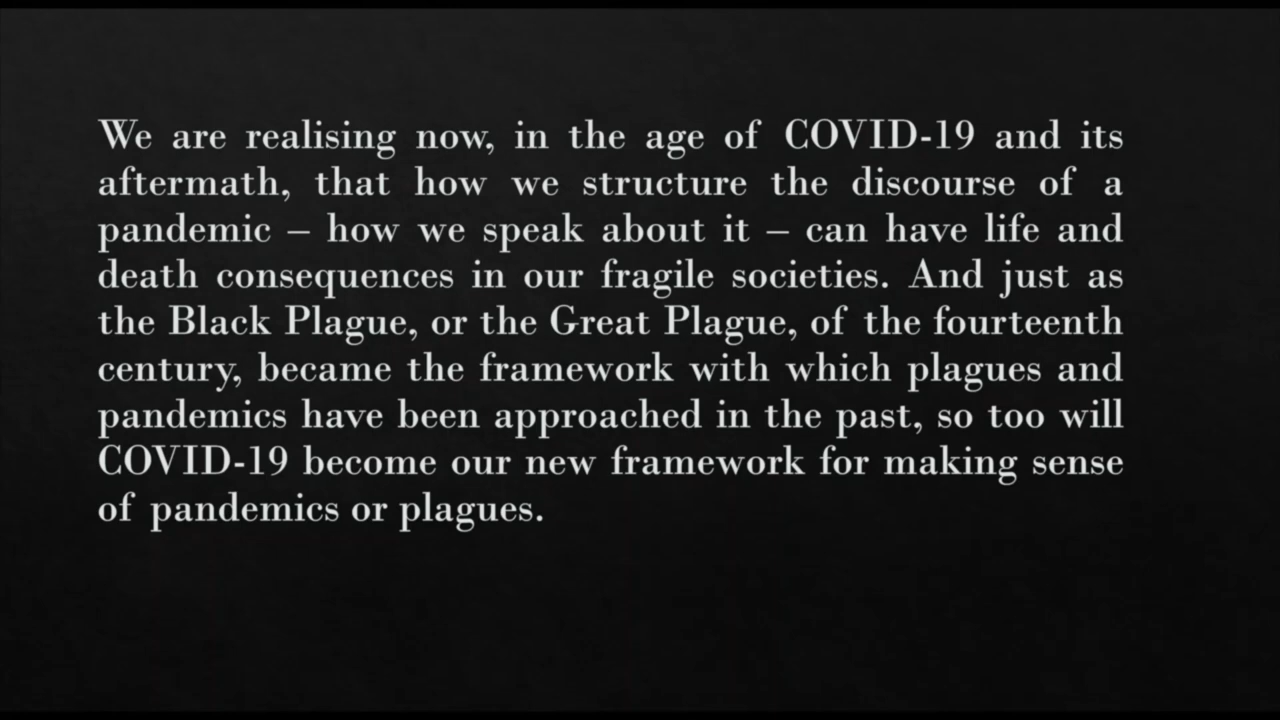 We are realising now, in the age of COVID-19 and its
aftermath, that how we structure the discourse of a
pandemic – how we speak about it – can have life and
death consequences in our fragile societies. And just as
the Black Plague, or the Great Plague, of the fourteenth
century, became the framework with which plagues and
pandemics have been approached in the past, so too will
COVID-19 become our new framework for making sense
of pandemics or plagues.